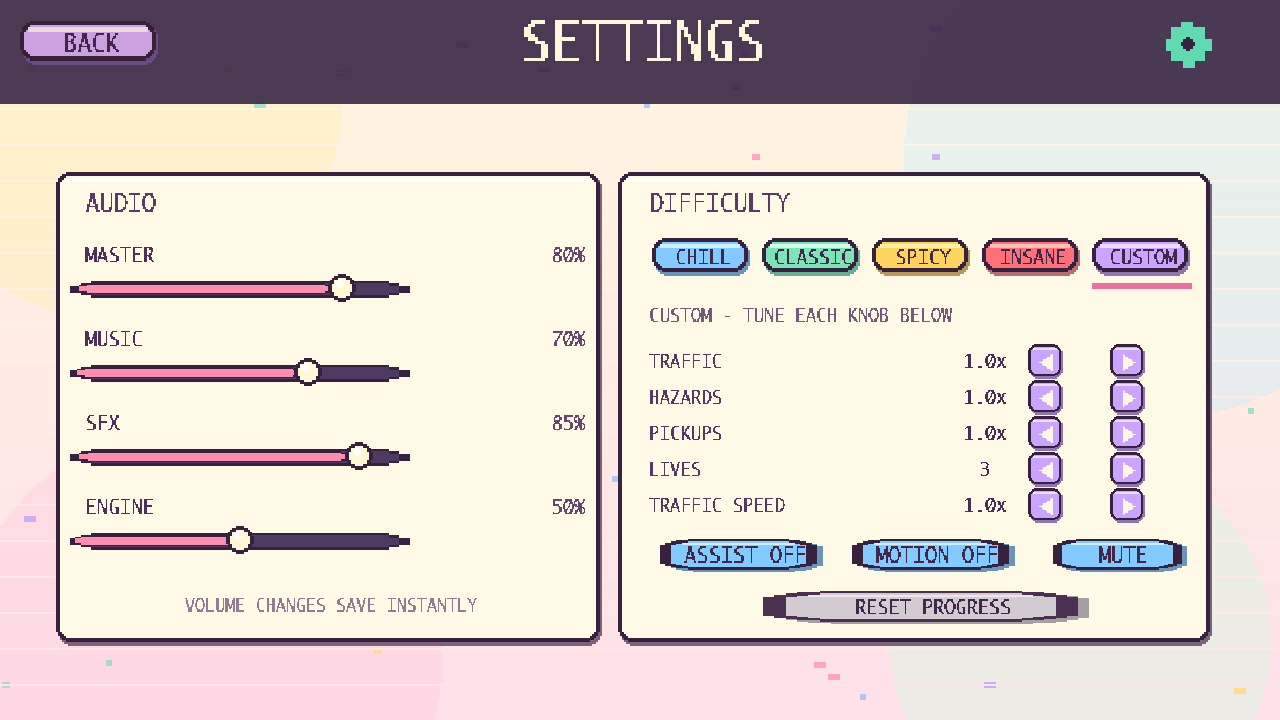 BACK
SETTINGS
AUDIO
MASTER 80%
MUSIC 70%
SFX 85%
ENGINE 50%
VOLUME CHANGES SAVE INSTANTLY
DIFFICULTY
CHILL CLASSIC SPICY INSANE CUSTOM
CUSTOM - TUNE EACH KNOB BELOW
TRAFFIC 1.0x
HAZARDS 1.0x
PICKUPS 1.0x
LIVES 3
TRAFFIC SPEED 1.0x
ASSIST OFF MOTION OFF MUTE
RESET PROGRESS